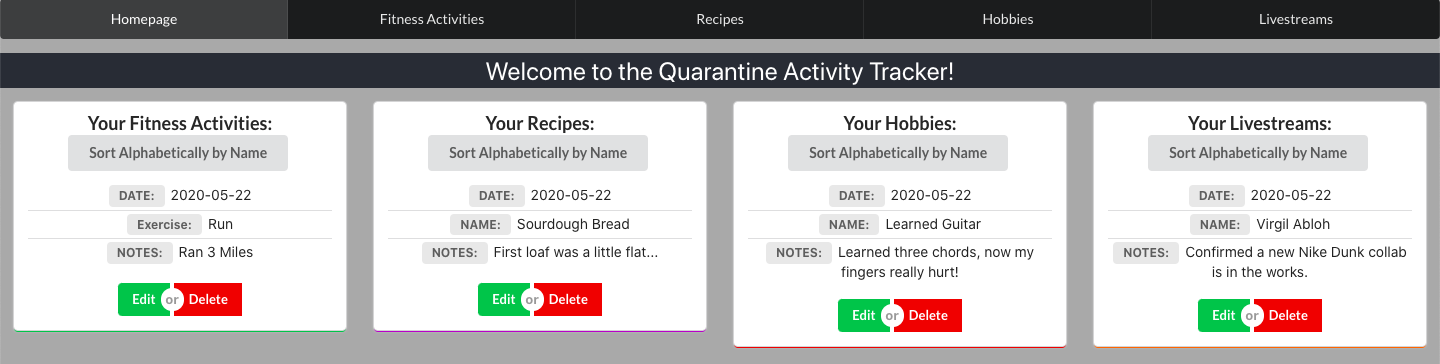 Homepage
Fitness Activities
Recipes
Hobbies
Livestreams
Welcome to the Quarantine Activity Tracker!
Your Fitness Activities:
Sort Alphabetically by Name
DATE: 2020-05-22
Exercise: Run
NOTES: Ran 3 Miles
Edit or Delete
Your Recipes:
Sort Alphabetically by Name
DATE: 2020-05-22
NAME: Sourdough Bread
NOTES: First loaf was a little flat...
Edit or Delete
Your Hobbies:
Sort Alphabetically by Name
DATE: 2020-05-22
NAME: Learned Guitar
NOTES: Learned three chords, now my
fingers really hurt!
Edit or Delete
Your Livestreams:
Sort Alphabetically by Name
DATE: 2020-05-22
NAME: Virgil Abloh
NOTES: Confirmed a new Nike Dunk collab
is in the works.
Edit or Delete